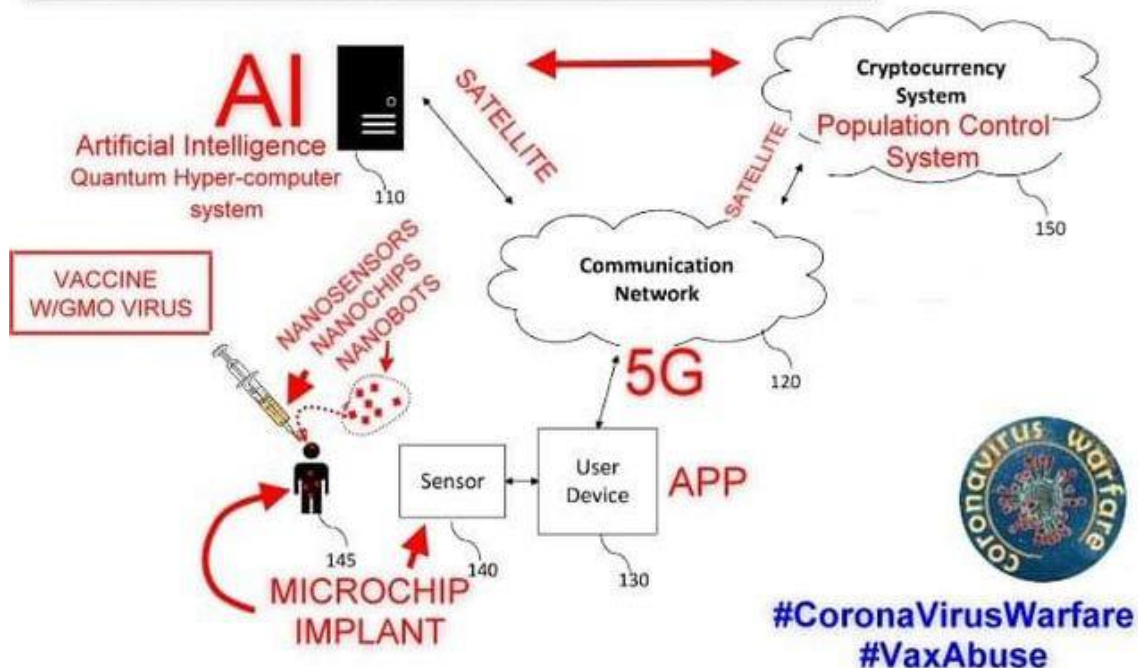 AI
Artificial Intelligence
Quantum Hyper-computer
system
110
SATELLITE
Cryptocurrency
System
Population Control
System
150
SATELLITE
VACCINE
W/GMO VIRUS
NANOSENSORS
NANOCHIPS
NANOBOTS
Communication
Network
120
5G
Sensor
140
User
Device
130
APP
145
MICROCHIP
IMPLANT
coronavirus warfare
#CoronaVirusWarfare
#VaxAbuse